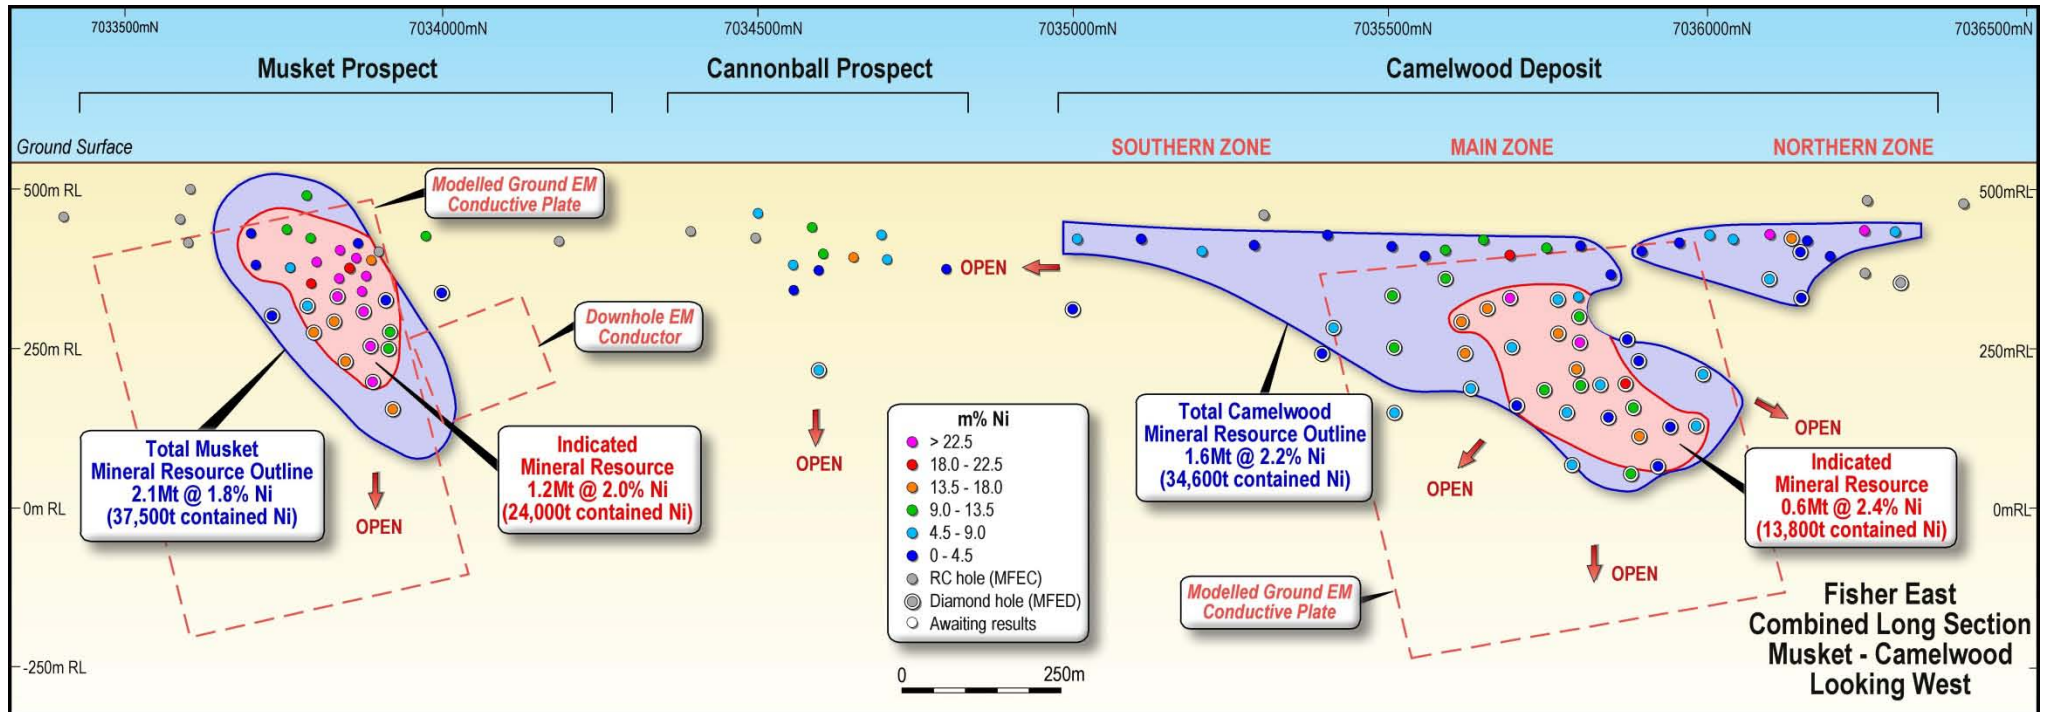 7033500mN
7034000mN
7034500mN
7035000mN
7035500mN
7036000mN
7036500mN
Musket Prospect
Cannonball Prospect
Camelwood Deposit
Ground Surface
SOUTHERN ZONE
MAIN ZONE
NORTHERN ZONE
500m RL
500mRL
Modelled Ground EM
Conductive Plate
OPEN
Downhole EM
Conductor
250m RL
250mRL
Total Musket
Mineral Resource Outline
2.1Mt @ 1.8% Ni
(37,500t contained Ni)
Indicated
Mineral Resource
1.2Mt @ 2.0% Ni
(24,000t contained Ni)
OPEN
OPEN
m% Ni
> 22.5
18.0 - 22.5
13.5 - 18.0
9.0 - 13.5
4.5 - 9.0
0 - 4.5
RC hole (MFEC)
Diamond hole (MFED)
Awaiting results
Total Camelwood
Mineral Resource Outline
1.6Mt @ 2.2% Ni
(34,600t contained Ni)
OPEN
OPEN
Indicated
Mineral Resource
0.6Mt @ 2.4% Ni
(13,800t contained Ni)
0m RL
0mRL
OPEN
Modelled Ground EM
Conductive Plate
-250m RL
0
250m
Fisher East
Combined Long Section
Musket - Camelwood
Looking West